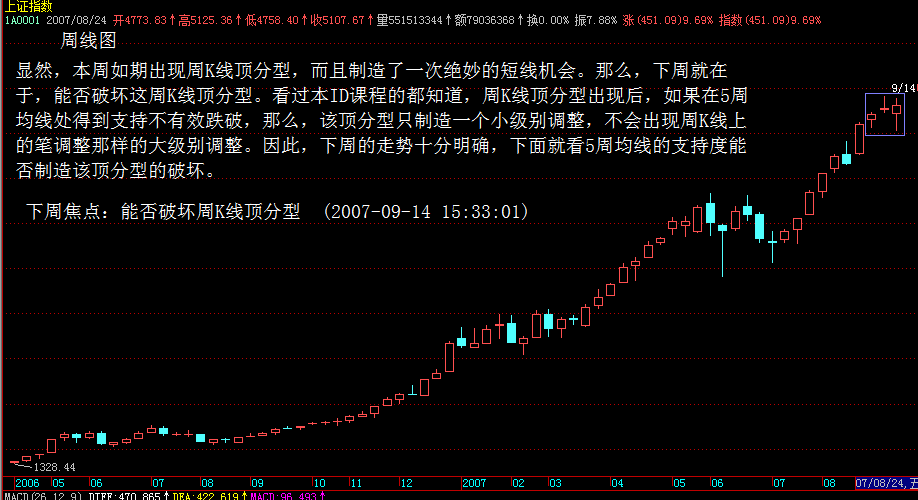 上证指数
1A0001 2007/08/24 开4773.83↑高5125.36↑低4758.40↑收5107.67↑量551513344↑额79036368↑换0.00% 振7.88% 涨(451.09)9.69% 指数(451.09)9.69%
周线图
显然，本周如期出现周K线顶分型，而且制造了一次绝妙的短线机会。那么，下周就在
于，能否破坏这周K线顶分型。看过本ID课程的都知道，周K线顶分型出现后，如果在5周
均线处得到支持不有效跌破，那么，该顶分型只制造一个小级别调整，不会出现周K线上
的笔调整那样的大级别调整。因此，下周的走势十分明确，下面就看5周均线的支持度能
否制造该顶分型的破坏。
9/14
下周焦点：能否破坏周K线顶分型 (2007-09-14 15:33:01)
1328.44
2006 05 06 07 08 09 10 11 12 2007 02 03 04 05 06 07 08 07/08/24,五
MACD(26,12,9) DIFF:470.865↑DEA:422.619↑MACD:96.493↑